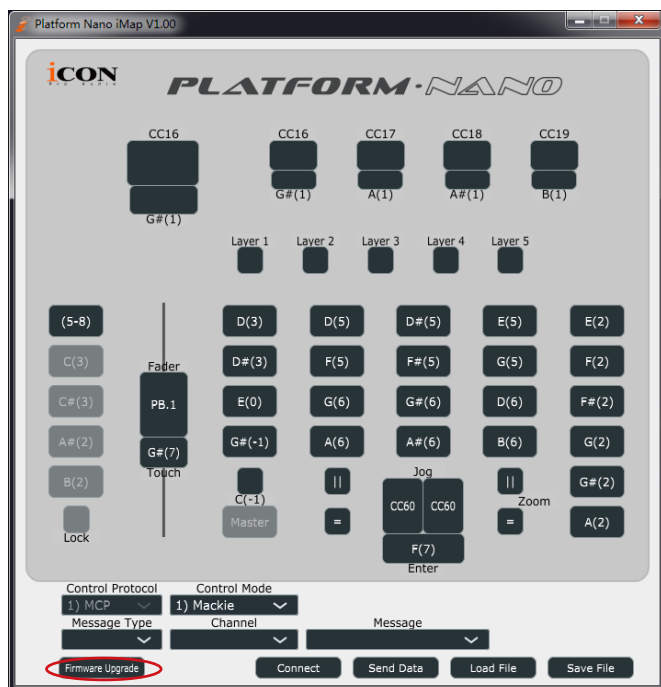 Platform Nano iMap V1.00
iCON
PRO AUDIO
PLATFORM·NANO
CC16 CC16 CC17 CC18 CC19
G#(1) A(1) A#(1) B(1)
G#(1)
Layer 1 Layer 2 Layer 3 Layer 4 Layer 5
(5-8) D(3) D(5) D#(5) E(5) E(2)
C(3) Fader D#(3) F(5) F#(5) G(5) F(2)
C#(3) PB.1 E(0) G(6) G#(6) D(6) F#(2)
A#(2) G#(7) G#(-1) A(6) A#(6) B(6) G(2)
Touch Jog
B(2) || || G#(2)
C(-1) CC60 CC60 Zoom
Master = = A(2)
Lock F(7)
Enter
Control Protocol Control Mode
1) MCP 1) Mackie
Message Type Channel Message
Firmware Upgrade Connect Send Data Load File Save File